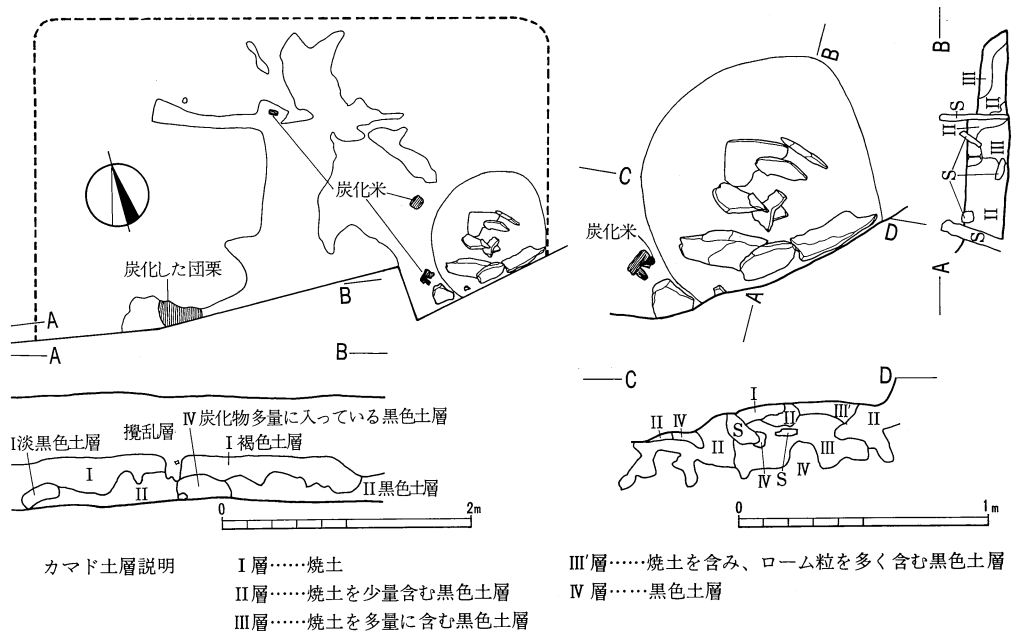 B
炭化米
炭化した団栗
A
B
A
B
Ⅳ炭化物多量に入っている黒色土層
攪乱層
Ⅰ淡黒色土層
Ⅰ褐色土層
Ⅰ
Ⅱ
Ⅱ黒色土層
0 2m
B
C
炭化米
D
A
B
Ⅲ
S
Ⅱ
Ⅱ
Ⅲ
S
Ⅱ
S
A
C
D
Ⅰ
Ⅱ Ⅳ
Ⅱ
S
Ⅱ
Ⅲ′
Ⅱ
Ⅲ
Ⅳ S Ⅳ
0 1m
カマド土層説明
Ⅰ層……焼土
Ⅱ層……焼土を少量含む黒色土層
Ⅲ層……焼土を多量に含む黒色土層
Ⅲ′層……焼土を含み、ローム粒を多く含む黒色土層
Ⅳ層……黒色土層